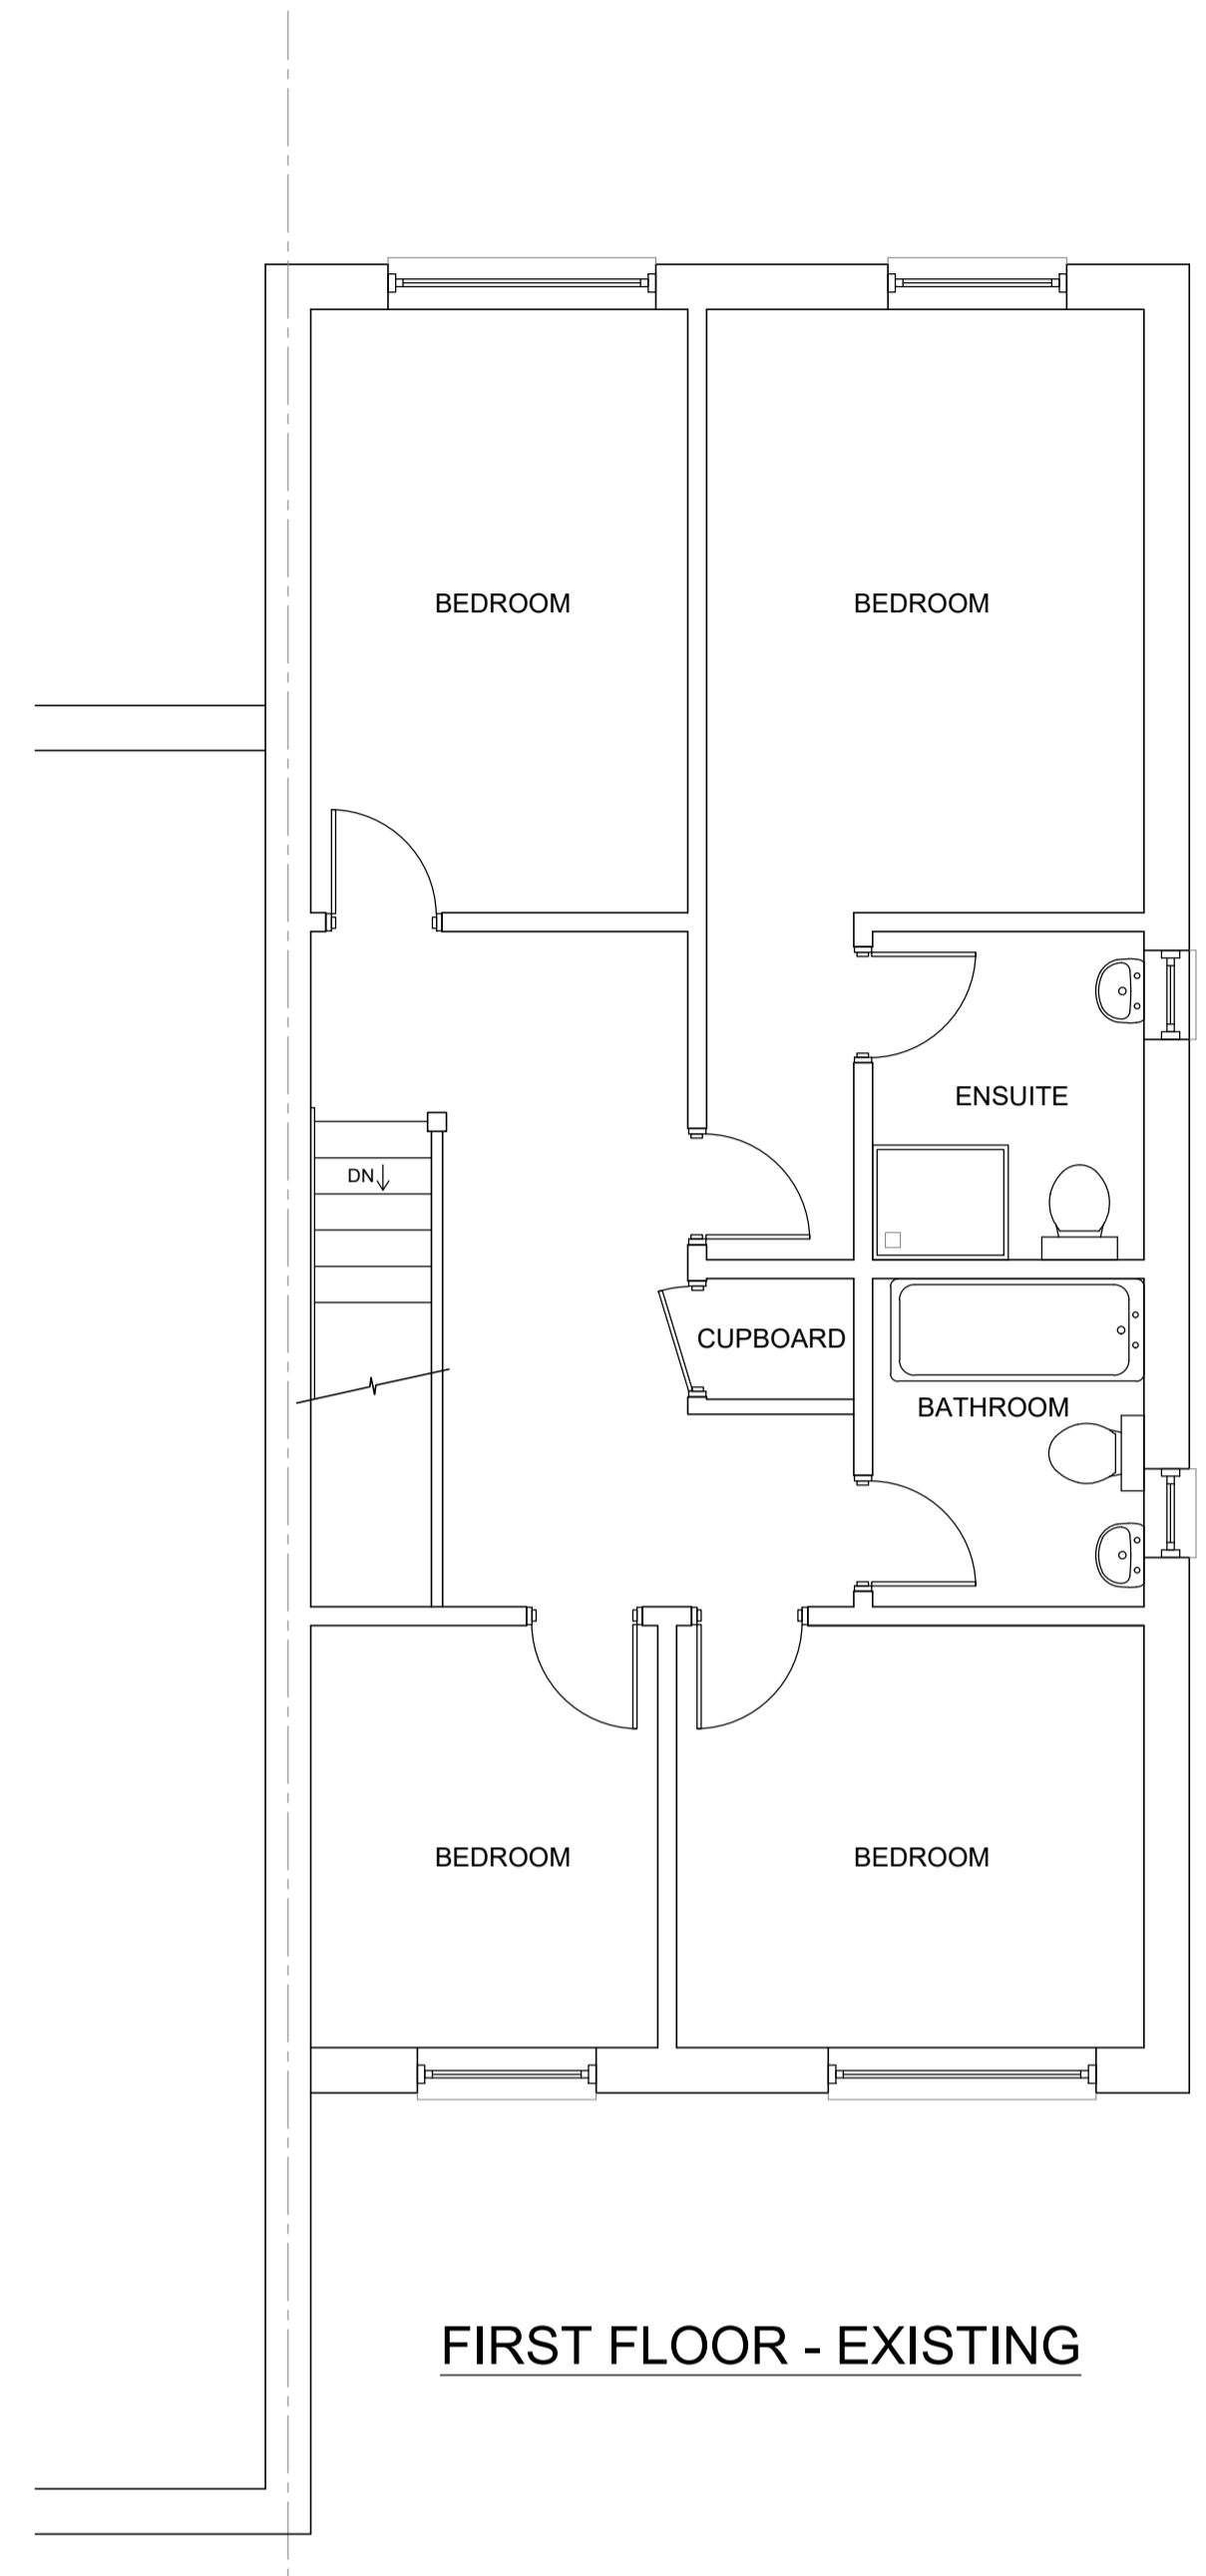 BEDROOM
BEDROOM
ENSUITE
DN
CUPBOARD
BATHROOM
BEDROOM
BEDROOM
FIRST FLOOR - EXISTING